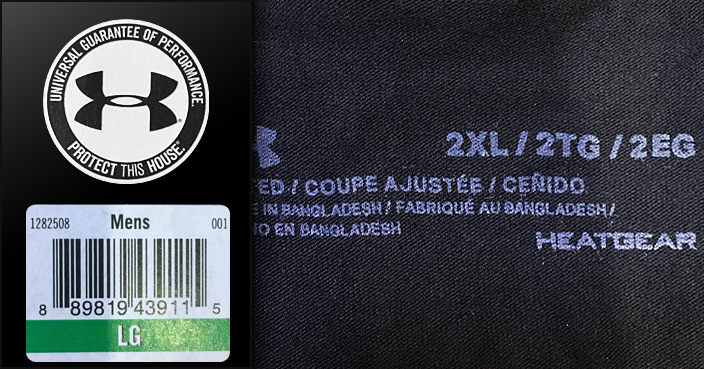 UNIVERSAL GUARANTEE OF PERFORMANCE.
PROTECT THIS HOUSE.®
1282508 Mens 001
8 89819 43911 5
LG
2XL / 2TG / 2EG
ED / COUPE AJUSTÉE / CEÑIDO
E IN BANGLADESH / FABRIQUÉ AU BANGLADESH /
O EN BANGLADESH
HEATGEAR